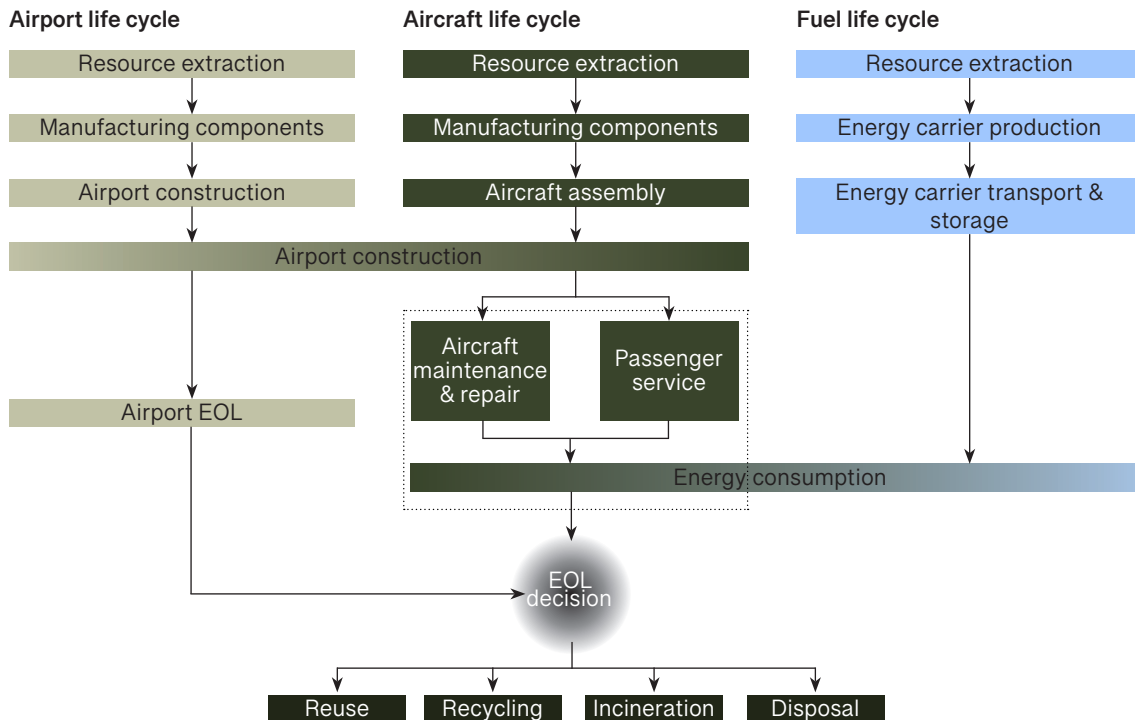 Airport life cycle
Aircraft life cycle
Fuel life cycle
Resource extraction
Resource extraction
Resource extraction
Manufacturing components
Manufacturing components
Energy carrier production
Airport construction
Aircraft assembly
Energy carrier transport &
storage
Airport construction
Aircraft
maintenance
& repair
Passenger
service
Airport EOL
Energy consumption
EOL
decision
Reuse
Recycling
Incineration
Disposal